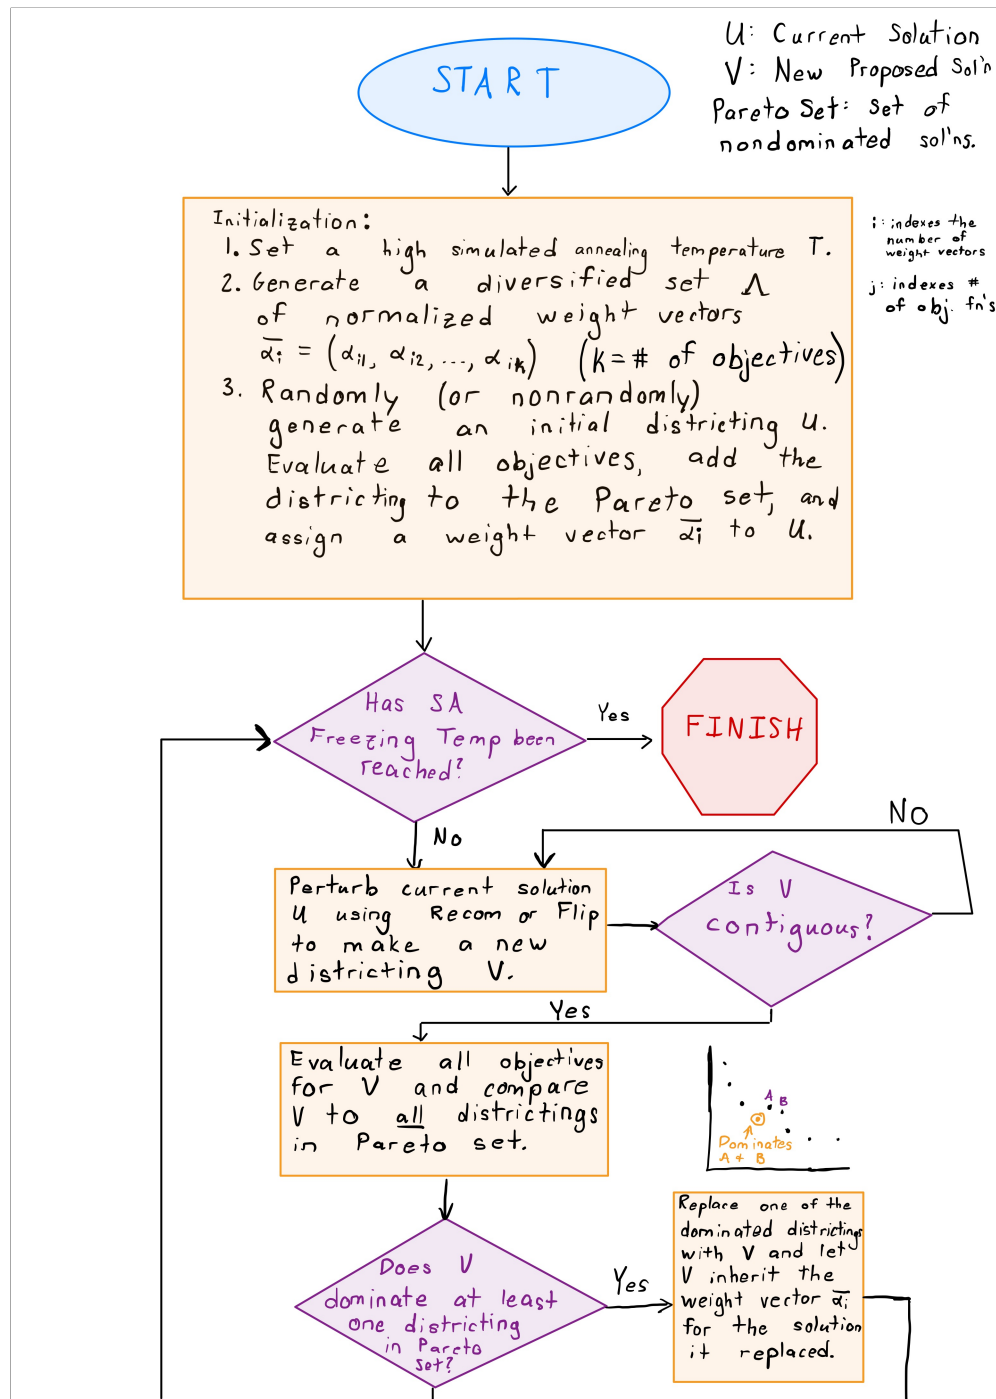 START
U: Current Solution
V: New Proposed Sol'n
Pareto Set: Set of
nondominated sol'ns.
i: indexes the
number of
weight vectors
j: indexes #
of obj. fn's
Initialization:
1. Set a high simulated annealing temperature T.
2. Generate a diversified set Λ
of normalized weight vectors
α̅i = (αi1, αi2, ..., αik) (k = # of objectives)
3. Randomly (or nonrandomly)
generate an initial districting U.
Evaluate all objectives, add the
districting to the Pareto set, and
assign a weight vector α̅i to U.
Has SA
Freezing Temp been
reached?
Yes
FINISH
No
NO
Perturb current solution
U using Recom or Flip
to make a new
districting V.
Is V
contiguous?
Yes
Evaluate all objectives
for V and compare
V to all districtings
in Pareto set.
A B
Dominates
A + B
Does V
dominate at least
one districting
in Pareto
set?
Yes
Replace one of the
dominated districtings
with V and let
V inherit the
weight vector α̅i
for the solution
it replaced.